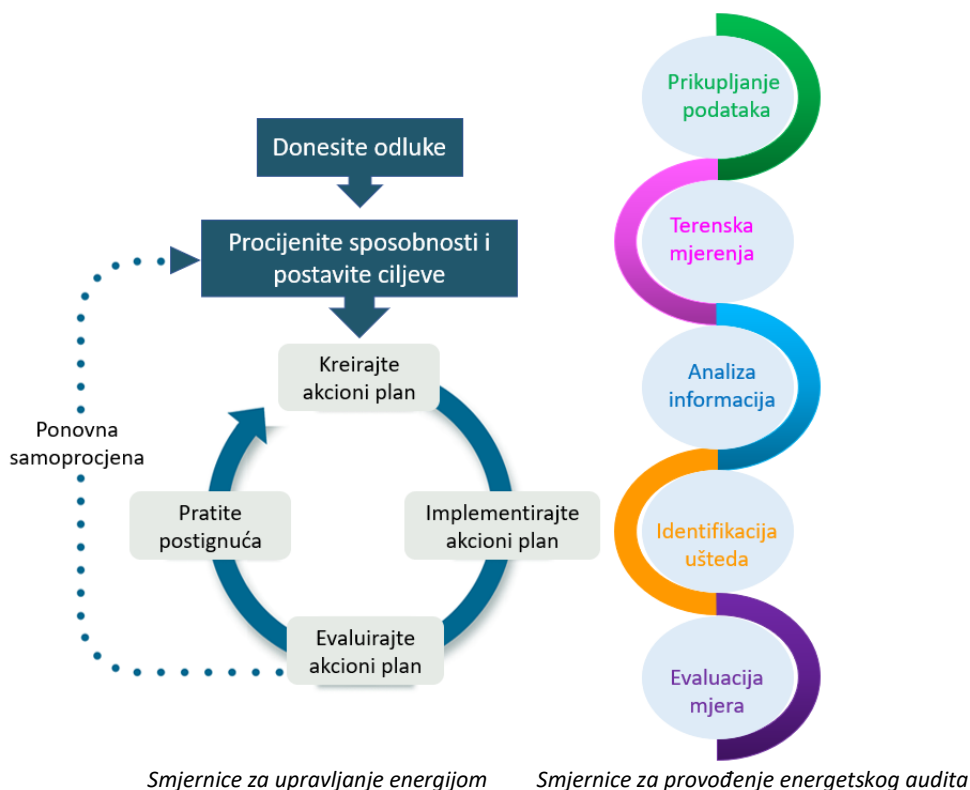 Donesite odluke
Procijenite sposobnosti i
postavite ciljeve
Kreirajte
akcioni plan
Ponovna
samoprocjena
Pratite
postignuća
Implementirajte
akcioni plan
Evaluirajte
akcioni plan
Smjernice za upravljanje energijom
Prikupljanje
podataka
Terenska
mjerenja
Analiza
informacija
Identifikacija
ušteda
Evaluacija
mjera
Smjernice za provođenje energetskog audita